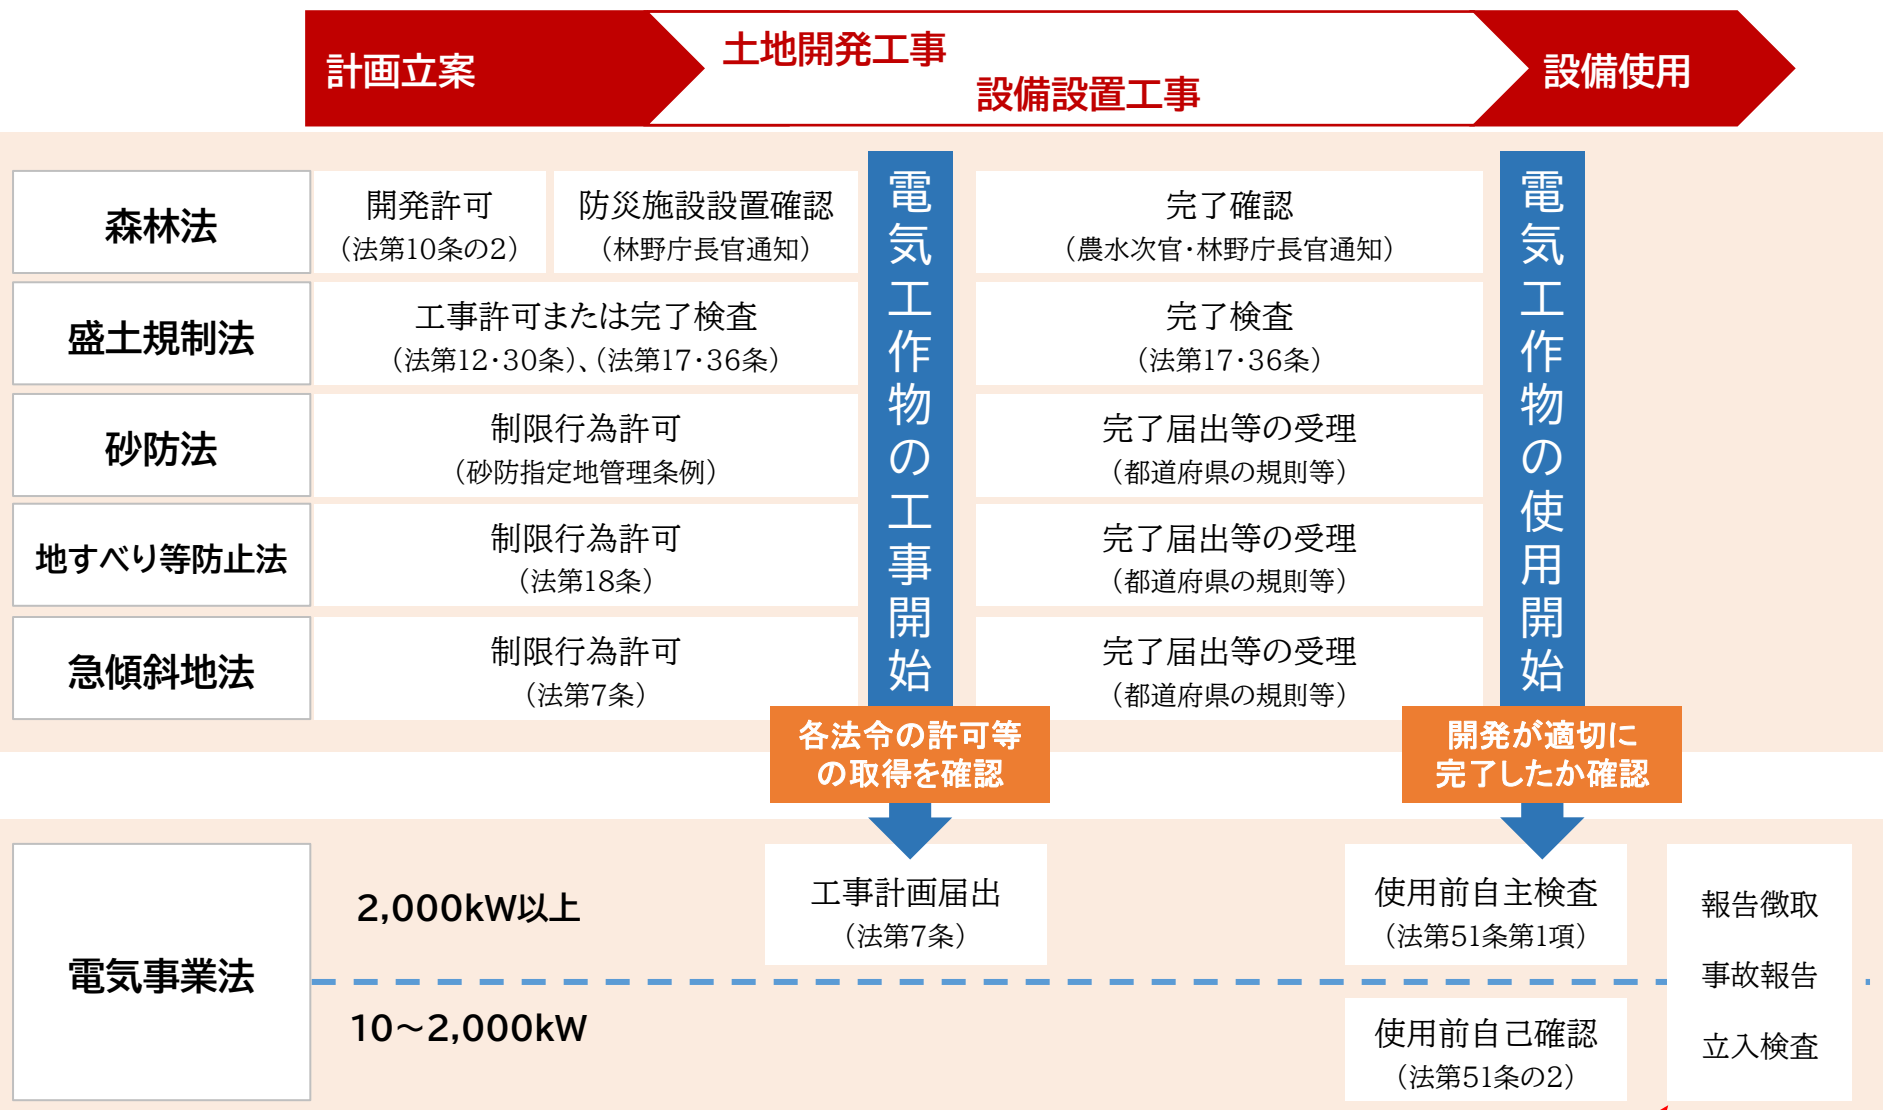 計画立案
土地開発工事
設備設置工事
設備使用
森林法
開発許可
（法第10条の2）
防災施設設置確認
（林野庁長官通知）
完了確認
（農水次官・林野庁長官通知）
盛土規制法
工事許可または完了検査
（法第12・30条）、（法第17・36条）
完了検査
（法第17・36条）
砂防法
制限行為許可
（砂防指定地管理条例）
完了届出等の受理
（都道府県の規則等）
地すべり等防止法
制限行為許可
（法第18条）
完了届出等の受理
（都道府県の規則等）
急傾斜地法
制限行為許可
（法第7条）
完了届出等の受理
（都道府県の規則等）
電気工作物の工事開始
電気工作物の使用開始
各法令の許可等
の取得を確認
開発が適切に
完了したか確認
電気事業法
2,000kW以上
工事計画届出
（法第7条）
使用前自主検査
（法第51条第1項）
10～2,000kW
使用前自己確認
（法第51条の2）
報告徴取
事故報告
立入検査